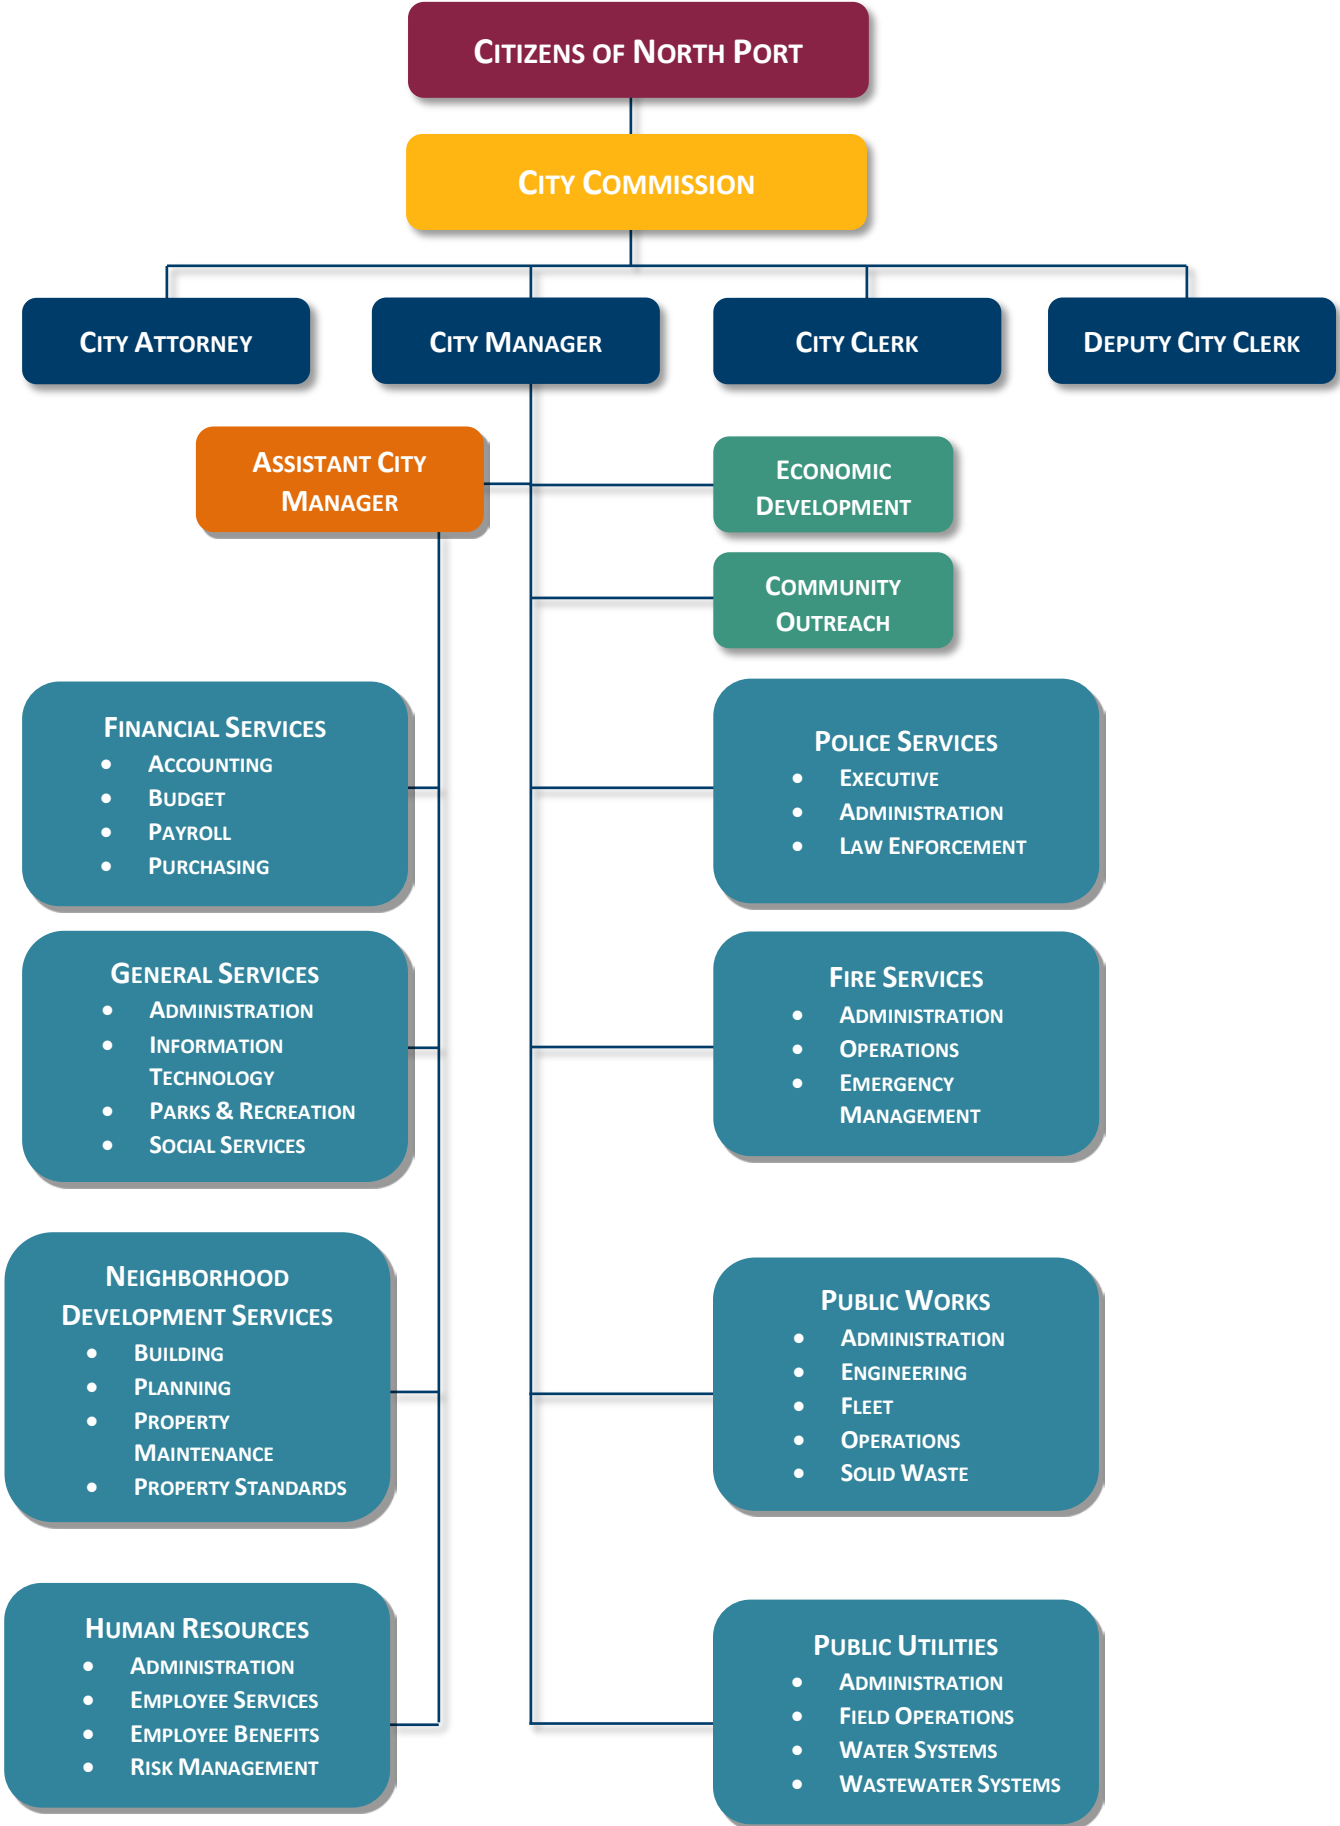 CITIZENS OF NORTH PORT
CITY COMMISSION
CITY ATTORNEY
CITY MANAGER
CITY CLERK
DEPUTY CITY CLERK
ASSISTANT CITY
MANAGER
ECONOMIC
DEVELOPMENT
COMMUNITY
OUTREACH
FINANCIAL SERVICES
• ACCOUNTING
• BUDGET
• PAYROLL
• PURCHASING
POLICE SERVICES
• EXECUTIVE
• ADMINISTRATION
• LAW ENFORCEMENT
GENERAL SERVICES
• ADMINISTRATION
• INFORMATION
TECHNOLOGY
• PARKS & RECREATION
• SOCIAL SERVICES
FIRE SERVICES
• ADMINISTRATION
• OPERATIONS
• EMERGENCY
MANAGEMENT
NEIGHBORHOOD
DEVELOPMENT SERVICES
• BUILDING
• PLANNING
• PROPERTY
MAINTENANCE
• PROPERTY STANDARDS
PUBLIC WORKS
• ADMINISTRATION
• ENGINEERING
• FLEET
• OPERATIONS
• SOLID WASTE
HUMAN RESOURCES
• ADMINISTRATION
• EMPLOYEE SERVICES
• EMPLOYEE BENEFITS
• RISK MANAGEMENT
PUBLIC UTILITIES
• ADMINISTRATION
• FIELD OPERATIONS
• WATER SYSTEMS
• WASTEWATER SYSTEMS